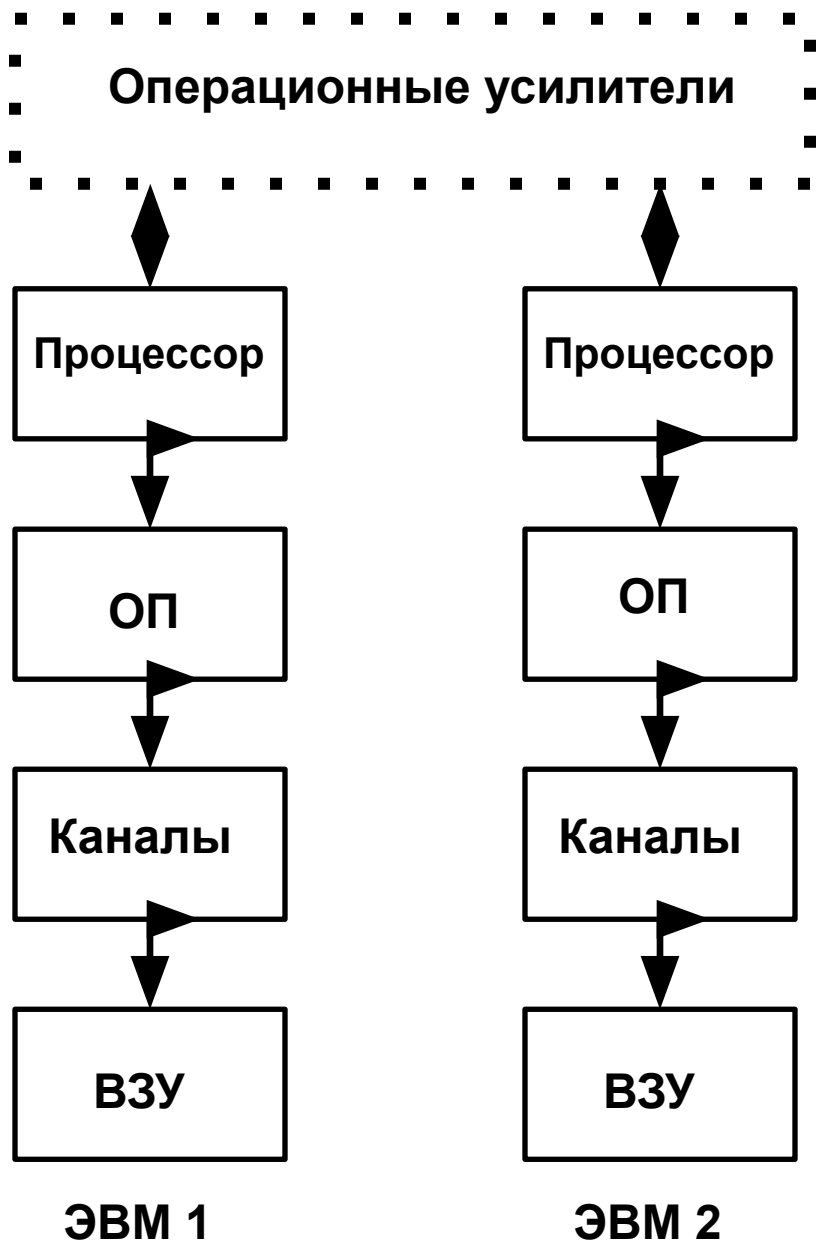 Операционные усилители
Процессор
Процессор
ОП
ОП
Каналы
Каналы
ВЗУ
ВЗУ
ЭВМ 1
ЭВМ 2